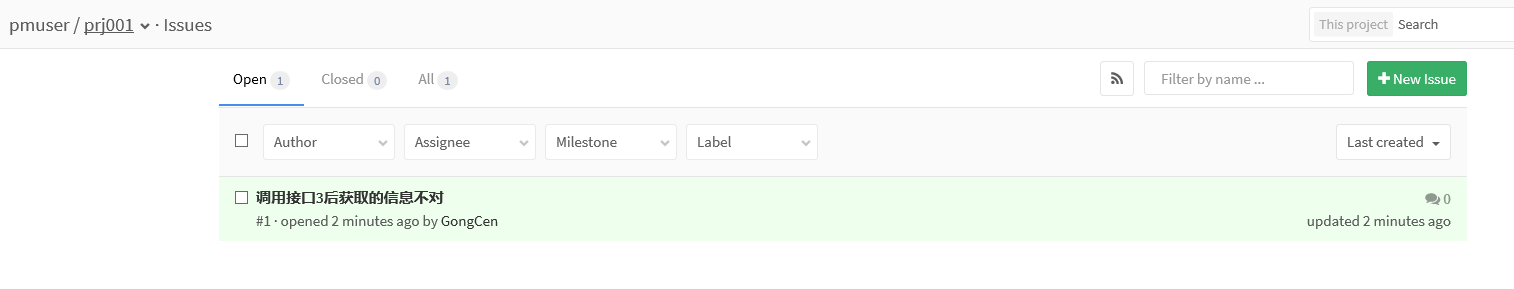 pmuser / prj001 · Issues
This project Search
Open 1 Closed 0 All 1
Filter by name ...
New Issue
Author Assignee Milestone Label
Last created
调用接口3后获取的信息不对
0
#1 · opened 2 minutes ago by GongCen
updated 2 minutes ago